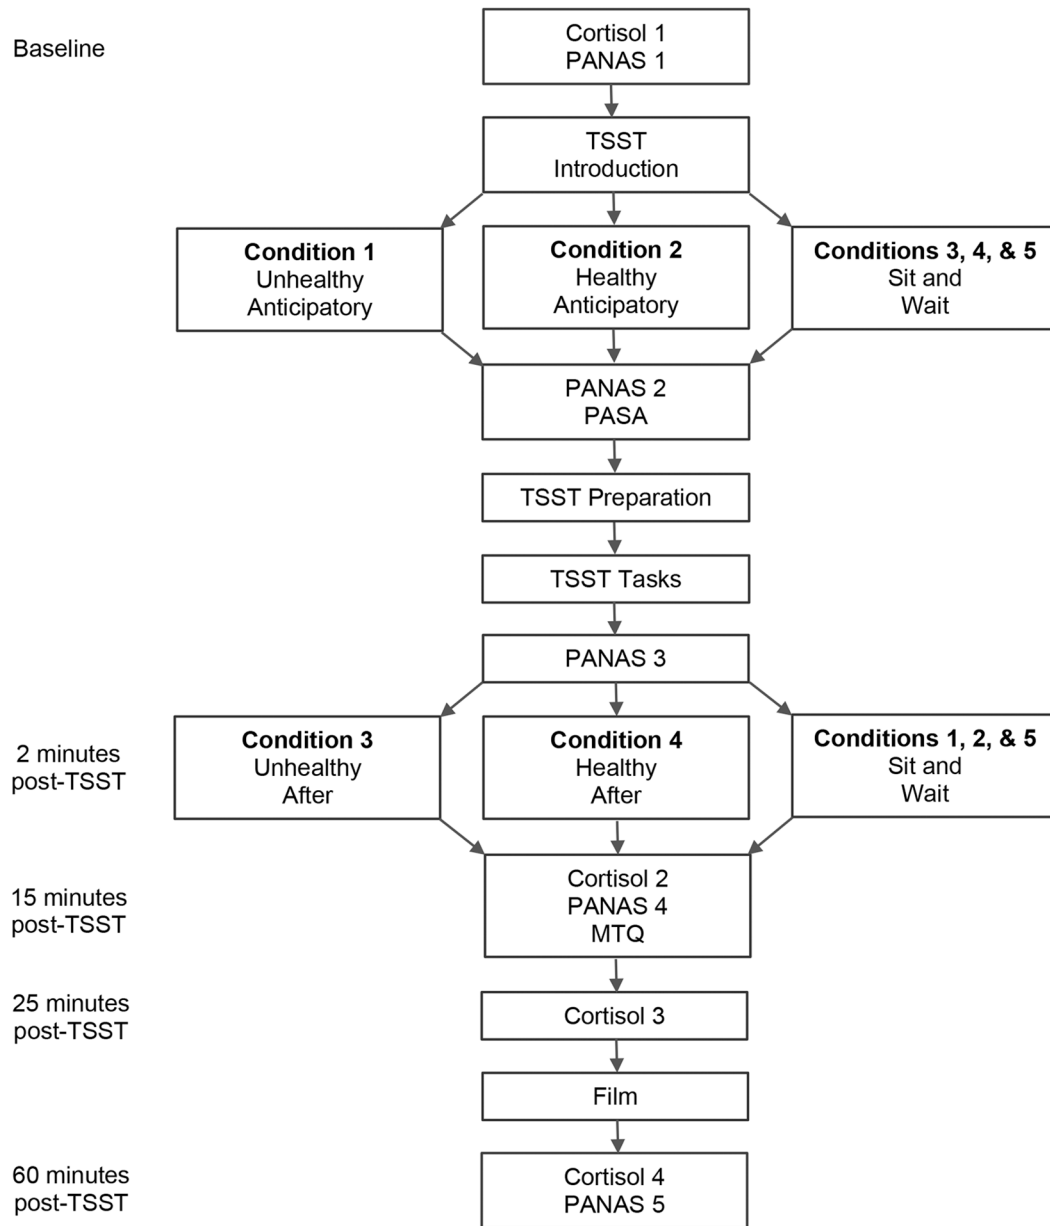 Baseline
Cortisol 1
PANAS 1
TSST
Introduction
Condition 1
Unhealthy
Anticipatory
Condition 2
Healthy
Anticipatory
Conditions 3, 4, & 5
Sit and
Wait
PANAS 2
PASA
TSST Preparation
TSST Tasks
PANAS 3
2 minutes
post-TSST
Condition 3
Unhealthy
After
Condition 4
Healthy
After
Conditions 1, 2, & 5
Sit and
Wait
15 minutes
post-TSST
Cortisol 2
PANAS 4
MTQ
25 minutes
post-TSST
Cortisol 3
Film
60 minutes
post-TSST
Cortisol 4
PANAS 5